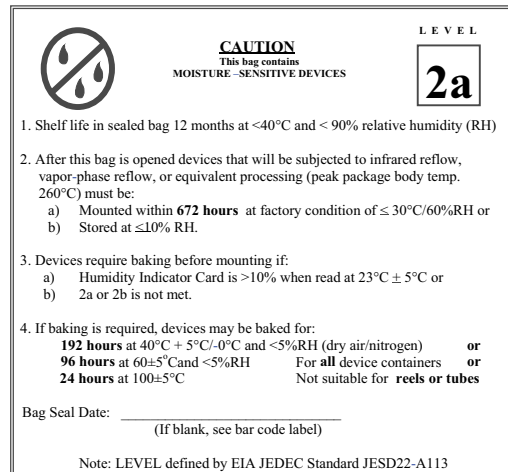 LEVEL
CAUTION
This bag contains
MOISTURE –SENSITIVE DEVICES
2a
1. Shelf life in sealed bag 12 months at <40°C and < 90% relative humidity (RH)
2. After this bag is opened devices that will be subjected to infrared reflow,
vapor-phase reflow, or equivalent processing (peak package body temp.
260°C) must be:
a) Mounted within 672 hours at factory condition of ≤ 30°C/60%RH or
b) Stored at ≤10% RH.
3. Devices require baking before mounting if:
a) Humidity Indicator Card is >10% when read at 23°C ± 5°C or
b) 2a or 2b is not met.
4. If baking is required, devices may be baked for:
192 hours at 40°C + 5°C/-0°C and <5%RH (dry air/nitrogen) or
96 hours at 60±5°Cand <5%RH For all device containers or
24 hours at 100±5°C Not suitable for reels or tubes
Bag Seal Date: ____________________________
(If blank, see bar code label)
Note: LEVEL defined by EIA JEDEC Standard JESD22-A113